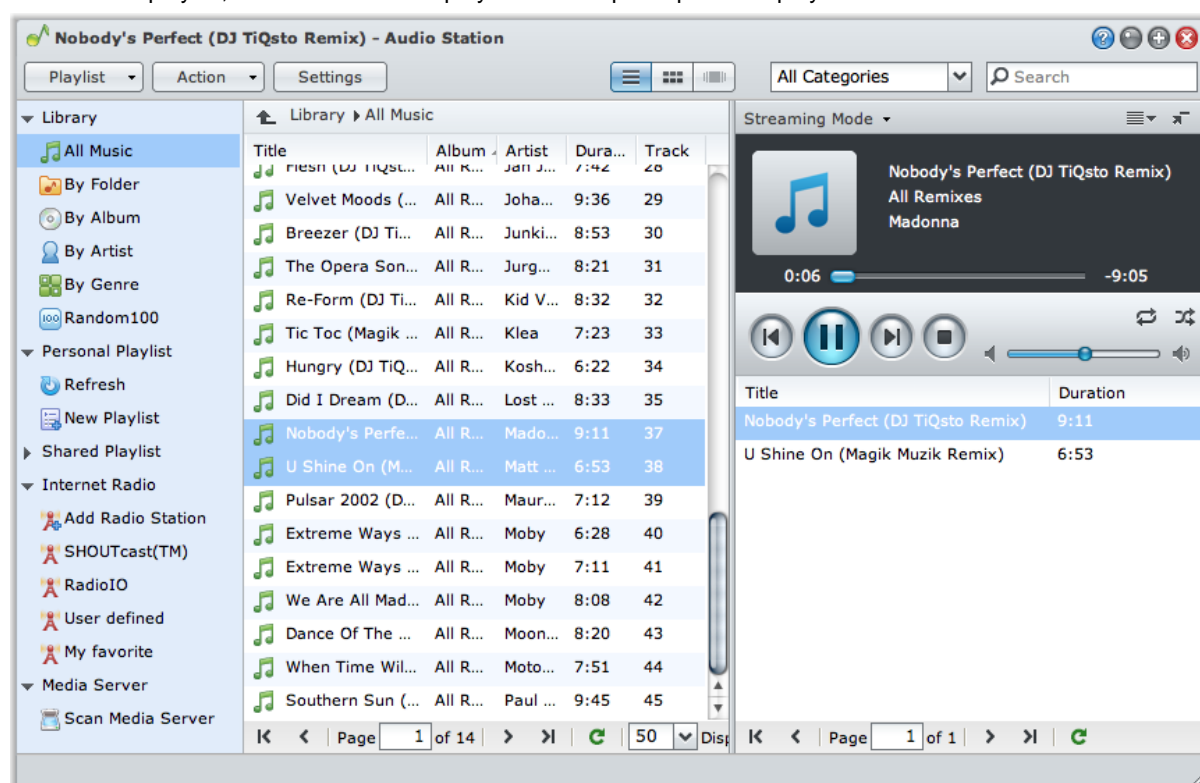 Nobody's Perfect (DJ TiQsto Remix) - Audio Station
Playlist Action Settings All Categories Search
Library
All Music
By Folder
By Album
By Artist
By Genre
100 Random100
Personal Playlist
Refresh
New Playlist
Shared Playlist
Internet Radio
Add Radio Station
SHOUTcast(TM)
RadioIO
User defined
My favorite
Media Server
Scan Media Server
Library All Music
Title Album Artist Dura... Track
Flesh (DJ TiQst... All R... Jan J... 7:42 28
Velvet Moods (... All R... Joha... 9:36 29
Breezer (DJ Ti... All R... Junki... 8:53 30
The Opera Son... All R... Jurg... 8:21 31
Re-Form (DJ Ti... All R... Kid V... 8:32 32
Tic Toc (Magik ... All R... Klea 7:23 33
Hungry (DJ TiQ... All R... Kosh... 6:22 34
Did I Dream (D... All R... Lost ... 8:33 35
Nobody's Perfe... All R... Mado... 9:11 37
U Shine On (M... All R... Matt ... 6:53 38
Pulsar 2002 (D... All R... Maur... 7:12 39
Extreme Ways ... All R... Moby 6:28 40
Extreme Ways ... All R... Moby 7:11 41
We Are All Mad... All R... Moby 8:08 42
Dance Of The ... All R... Moon... 8:20 43
When Time Wil... All R... Moto... 7:51 44
Southern Sun (... All R... Paul ... 9:45 45
Page 1 of 14 50 Disp
Streaming Mode
Nobody's Perfect (DJ TiQsto Remix)
All Remixes
Madonna
0:06 -9:05
Title Duration
Nobody's Perfect (DJ TiQsto Remix) 9:11
U Shine On (Magik Muzik Remix) 6:53
Page 1 of 1